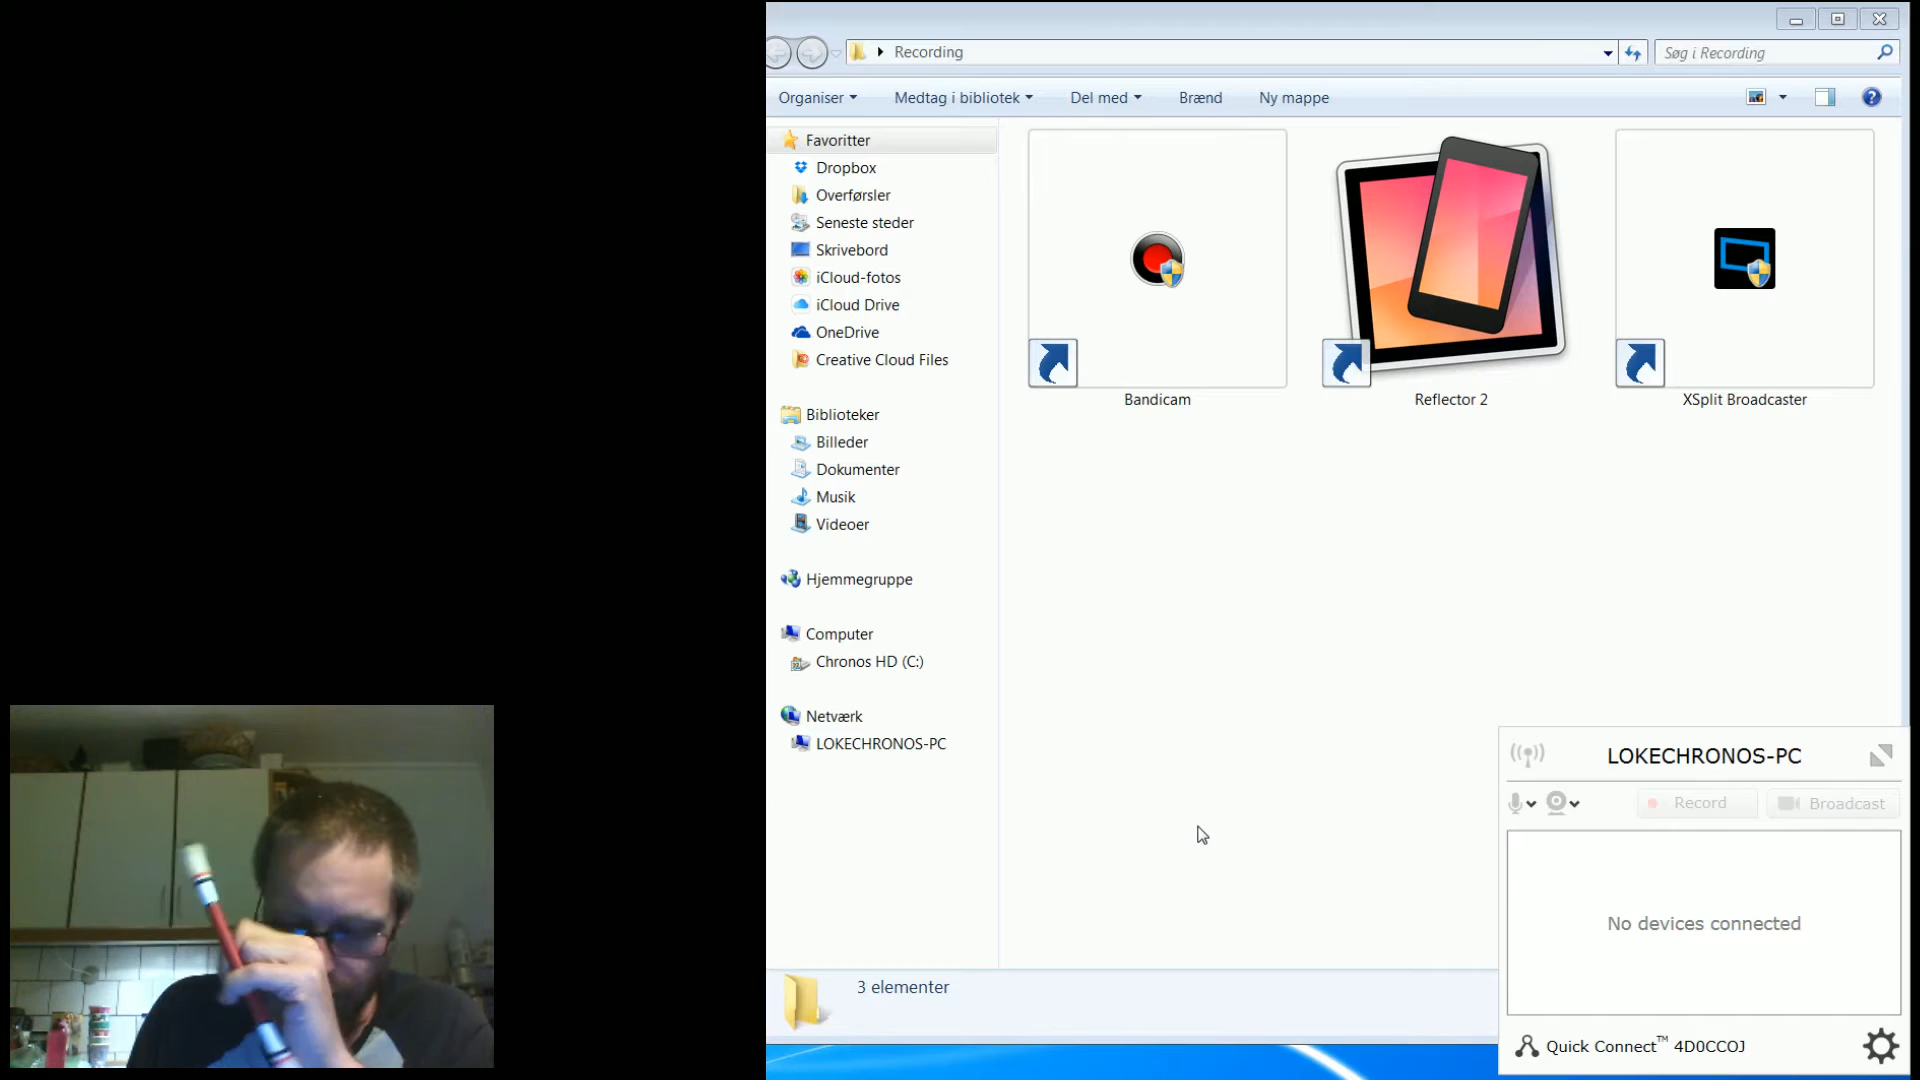 Recording
Søg i Recording
Organiser
Medtag i bibliotek
Del med
Brænd
Ny mappe
Favoritter
Dropbox
Overførsler
Seneste steder
Skrivebord
iCloud-fotos
iCloud Drive
OneDrive
Creative Cloud Files
Biblioteker
Billeder
Dokumenter
Musik
Videoer
Hjemmegruppe
Computer
Chronos HD (C:)
Netværk
LOKECHRONOS-PC
Bandicam
Reflector 2
XSplit Broadcaster
3 elementer
LOKECHRONOS-PC
Record
Broadcast
No devices connected
Quick Connect™ 4D0CCOJ